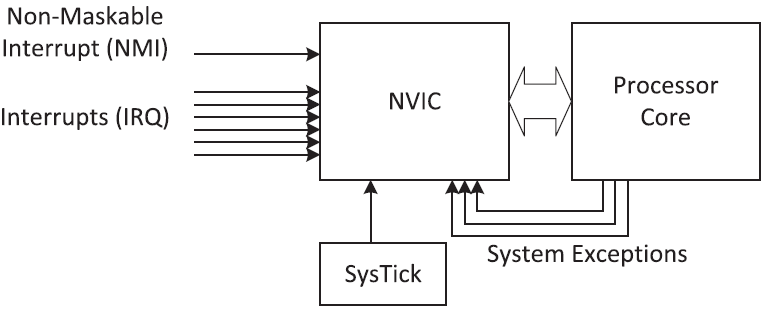 Non-Maskable
Interrupt (NMI)
Interrupts (IRQ)
NVIC
Processor
Core
SysTick
System Exceptions